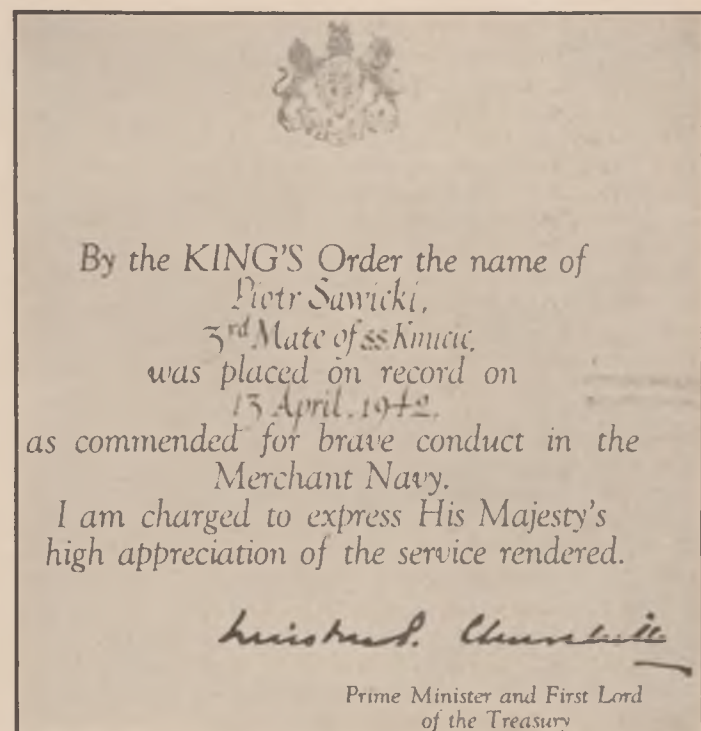 By the KING'S Order the name of
Piotr Sawicki,
3rd Mate of ss Kmicic,
was placed on record on
13 April, 1942.
as commended for brave conduct in the
Merchant Navy.
I am charged to express His Majesty's
high appreciation of the service rendered.
Winston S. Churchill
Prime Minister and First Lord
of the Treasury